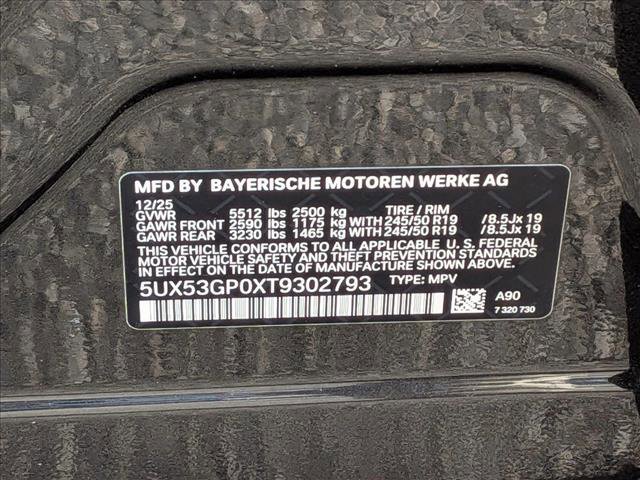 MFD BY BAYERISCHE MOTOREN WERKE AG
12/25
GVWR 5512 lbs 2500 kg TIRE / RIM
GAWR FRONT 2590 lbs 1175 kg WITH 245/50 R19 /8.5Jx 19
GAWR REAR 3230 lbs 1465 kg WITH 245/50 R19 /8.5Jx 19
THIS VEHICLE CONFORMS TO ALL APPLICABLE U. S. FEDERAL
MOTOR VEHICLE SAFETY AND THEFT PREVENTION STANDARDS
IN EFFECT ON THE DATE OF MANUFACTURE SHOWN ABOVE.
5UX53GP0XT9302793 TYPE: MPV
A90
7 320 730